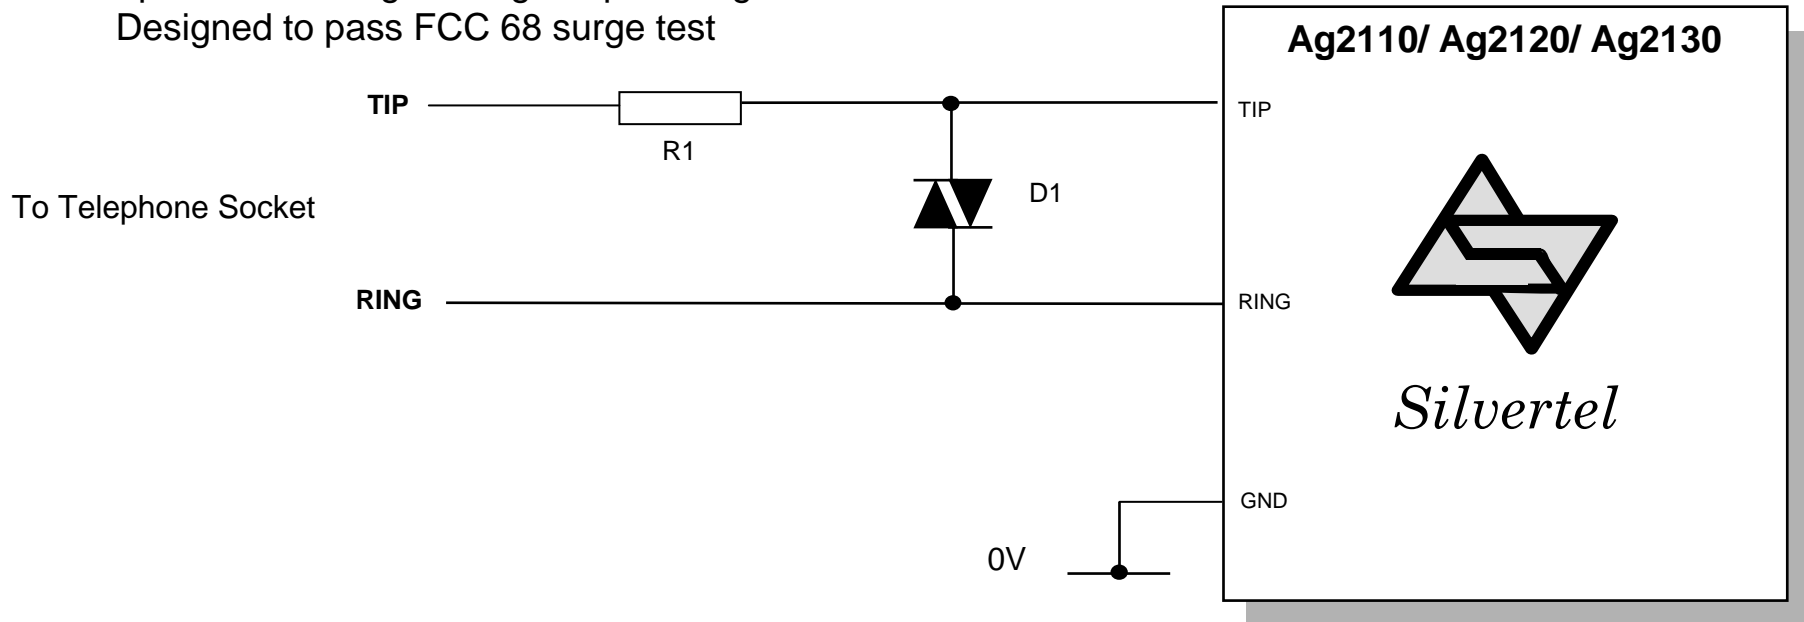 Designed to pass FCC 68 surge test
Ag2110/ Ag2120/ Ag2130
TIP
TIP
R1
D1
To Telephone Socket
RING
RING
Silvertel
GND
0V